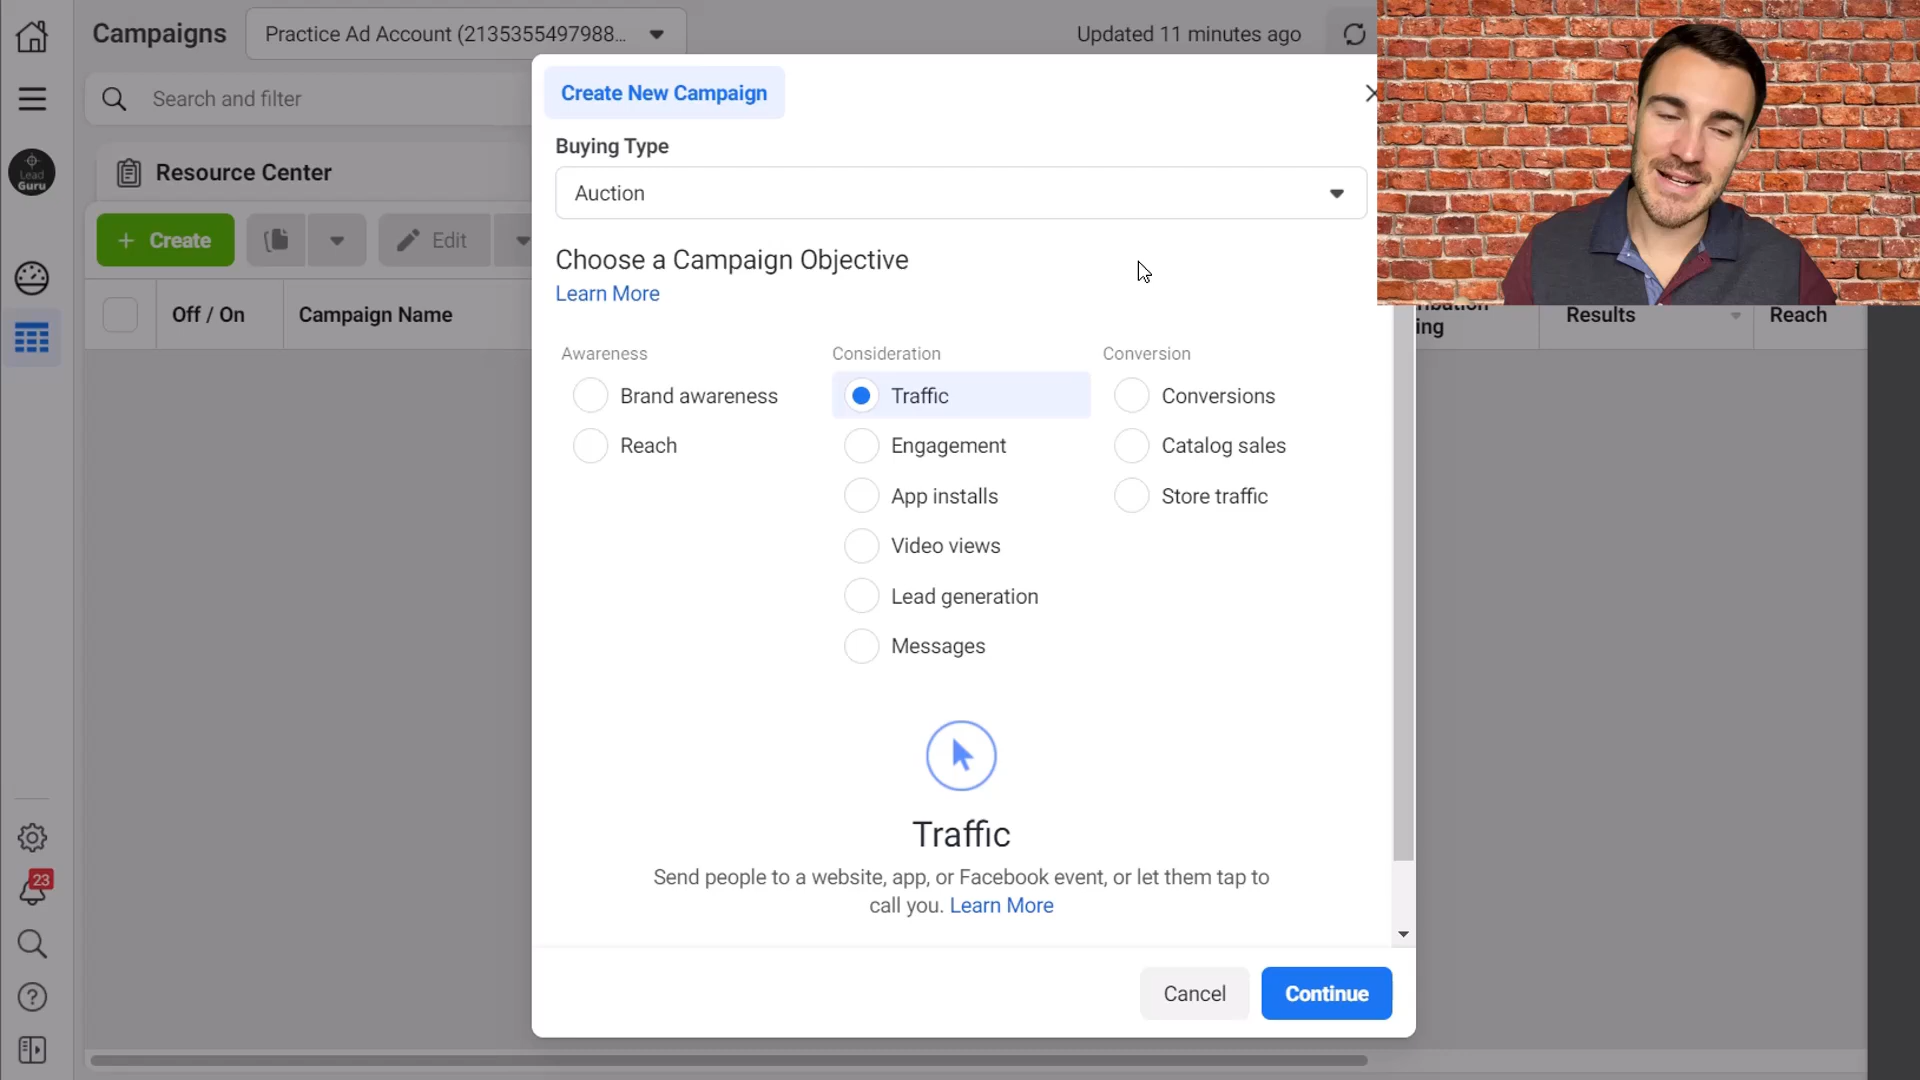 Campaigns
Practice Ad Account (2135355497988...
Updated 11 minutes ago
Search and filter
Create New Campaign
Buying Type
Auction
Lead
Guru
Resource Center
+ Create
Edit
Choose a Campaign Objective
Learn More
Off / On
Campaign Name
ing
Results
Reach
Awareness
Consideration
Conversion
Brand awareness
Traffic
Conversions
Reach
Engagement
Catalog sales
App installs
Store traffic
Video views
Lead generation
Messages
Traffic
Send people to a website, app, or Facebook event, or let them tap to
call you. Learn More
23
Cancel
Continue